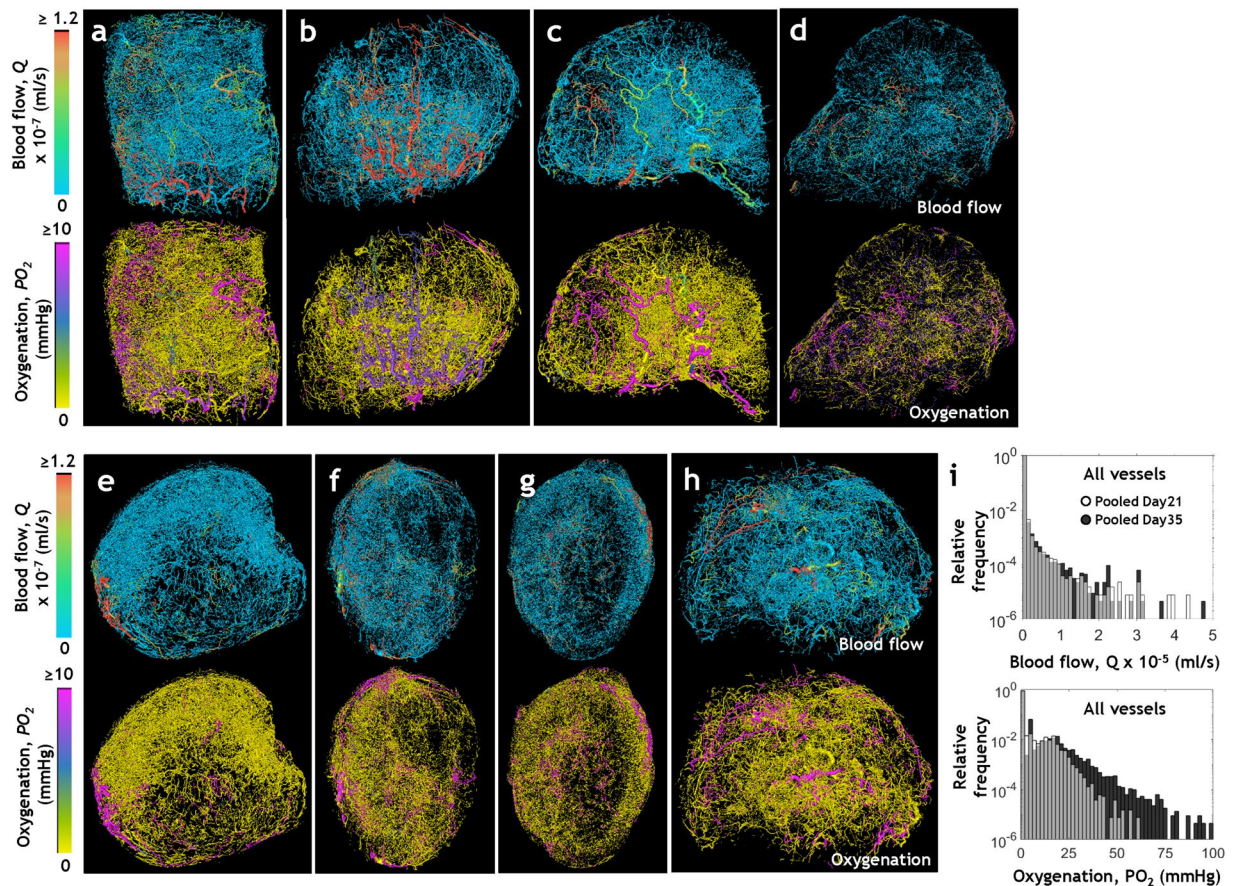 ≥ 1.2
Blood flow, Q
x 10-7 (ml/s)
0
a
b
c
d
Blood flow
≥10
Oxygenation, PO2
(mmHg)
0
Oxygenation
≥1.2
Blood flow, Q
x 10-7 (ml/s)
0
e
f
g
h
Blood flow
≥10
Oxygenation, PO2
(mmHg)
0
Oxygenation
i
All vessels
Pooled Day21
Pooled Day35
Relative
frequency
100
10-2
10-4
10-6
0 1 2 3 4 5
Blood flow, Q x 10-5 (ml/s)
All vessels
Relative
frequency
100
10-2
10-4
10-6
0 25 50 75 100
Oxygenation, PO2 (mmHg)